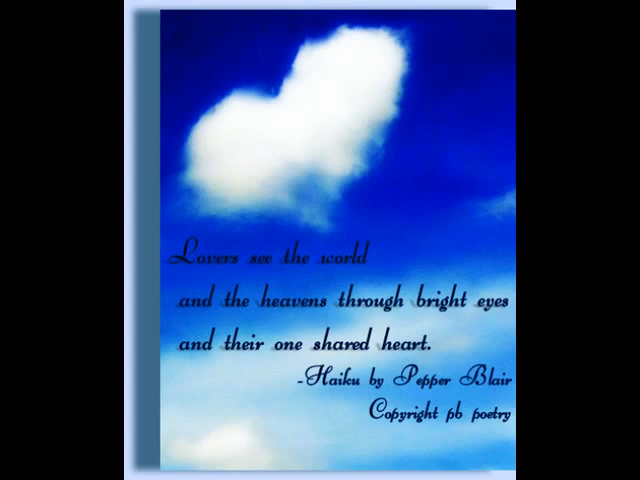 Lovers see the world
and the heavens through bright eyes
and their one shared heart.
-Haiku by Pepper Blair
Copyright pb poetry